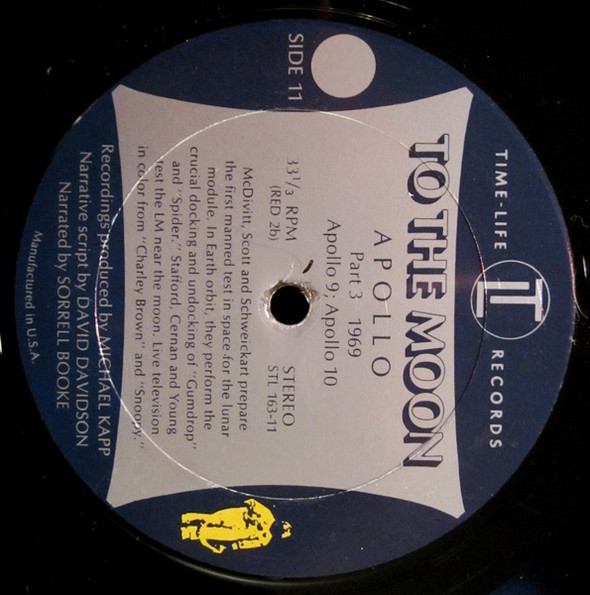 TIME-LIFE RECORDS
TL
TO THE MOON
APOLLO
Part 3 1969
Apollo 9; Apollo 10
SIDE 11
33 1/3 RPM
(RED 2b)
STEREO
STL 163-11
McDivitt, Scott and Schweickart prepare
the first manned test in space for the lunar
module. In Earth orbit, they perform the
crucial docking and undocking of "Gumdrop"
and "Spider." Stafford, Cernan and Young
test the LM near the moon. Live television
in color from "Charley Brown" and "Snoopy."
Recordings produced by MICHAEL KAPP
Narrative script by DAVID DAVIDSON
Narrated by SORRELL BOOKE
Manufactured in U.S.A.